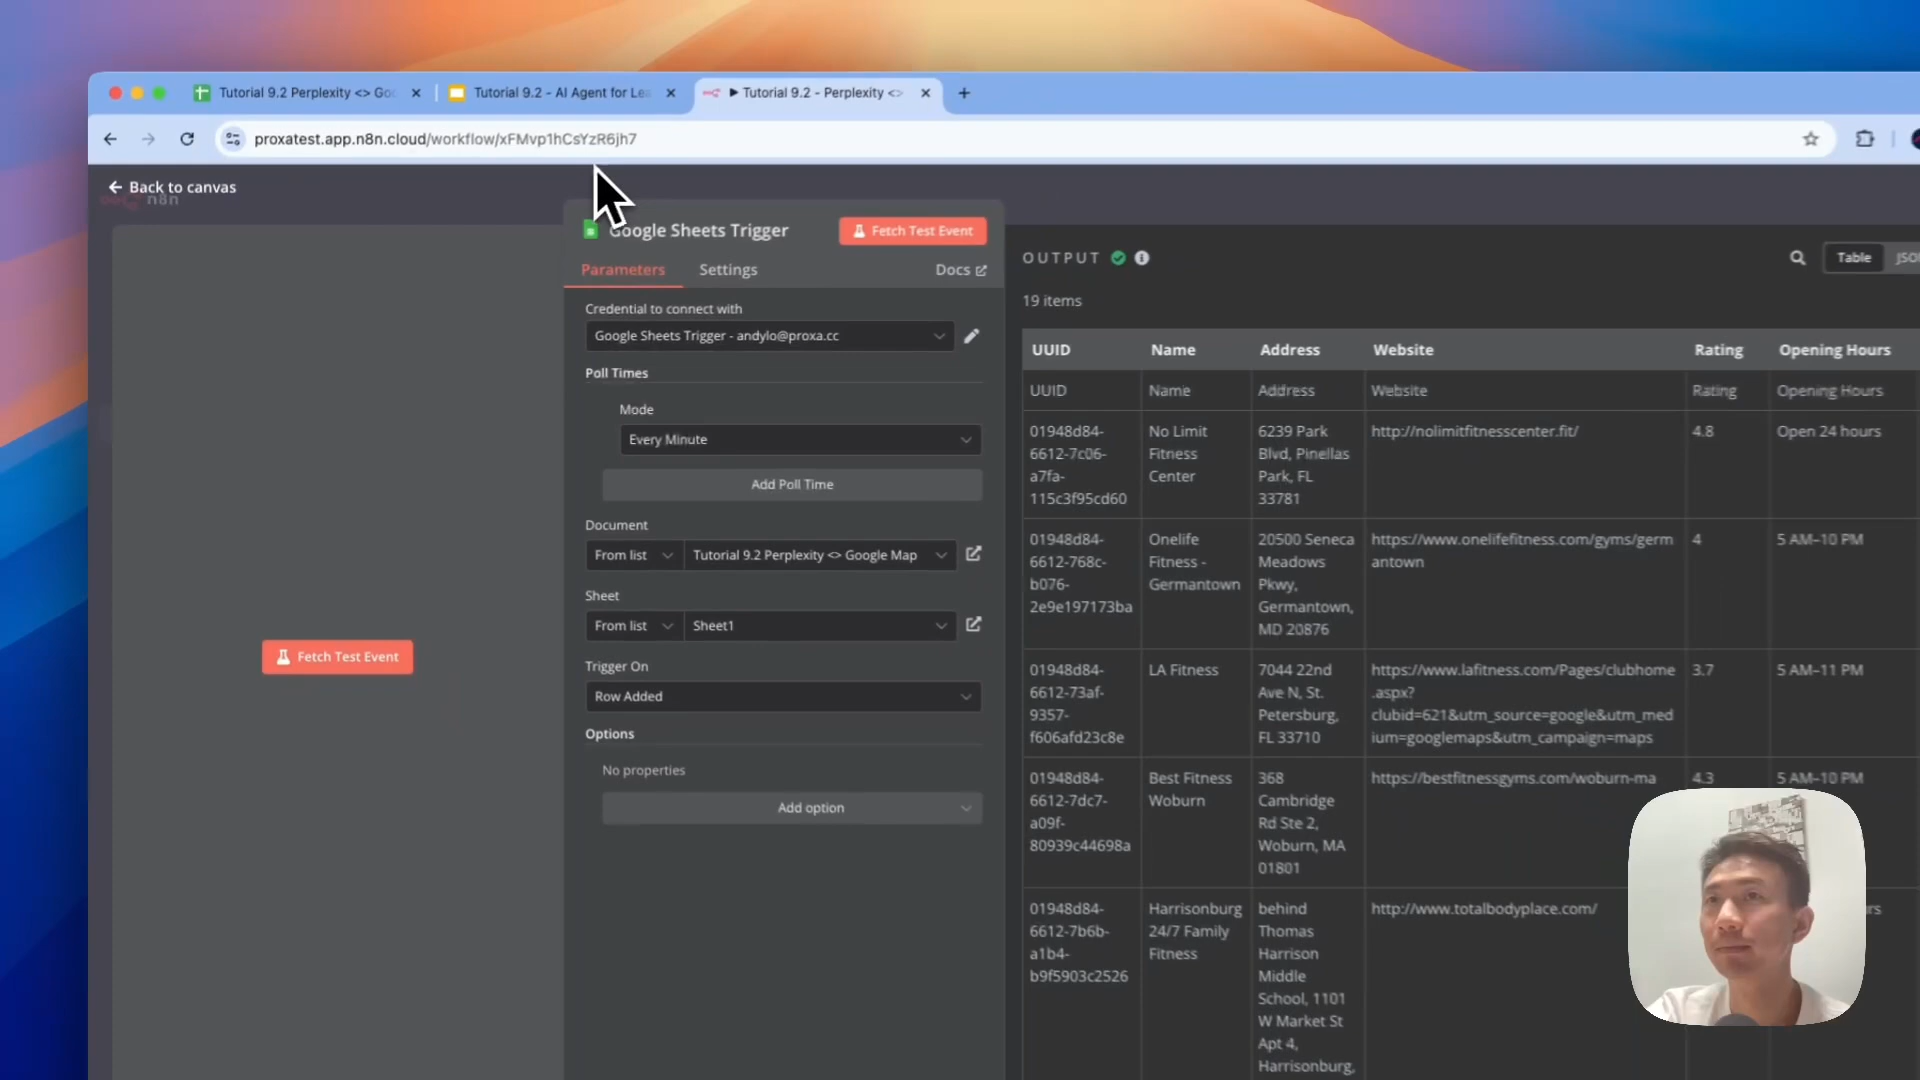 Tutorial 9.2 Perplexity <> Go
Tutorial 9.2 - AI Agent for Lea
Tutorial 9.2 - Perplexity <>
proxatest.app.n8n.cloud/workflow/xFMvp1hCsYzR6jh7
Back to canvas
n8n
Google Sheets Trigger
Fetch Test Event
Parameters
Settings
Docs
Credential to connect with
Google Sheets Trigger - andylo@proxa.cc
Poll Times
Mode
Every Minute
Add Poll Time
Document
From list
Tutorial 9.2 Perplexity <> Google Map
Sheet
From list
Sheet1
Trigger On
Row Added
Options
No properties
Add option
Fetch Test Event
OUTPUT
Table
JSO
19 items
UUID Name Address Website Rating Opening Hours
UUID Name Address Website Rating Opening Hours
01948d84- No Limit 6239 Park http://nolimitfitnesscenter.fit/ 4.8 Open 24 hours
6612-7c06- Fitness Blvd, Pinellas
a7fa- Center Park, FL
115c3f95cd60 33781
01948d84- Onelife 20500 Seneca https://www.onelifefitness.com/gyms/germ 4 5 AM–10 PM
6612-768c- Fitness - Meadows antown
b076- Germantown Pkwy,
2e9e197173ba Germantown,
MD 20876
01948d84- LA Fitness 7044 22nd https://www.lafitness.com/Pages/clubhome 3.7 5 AM–11 PM
6612-73af- Ave N, St. .aspx?
9357- Petersburg, clubid=621&utm_source=google&utm_med
f606afd23c8e FL 33710 ium=googlemaps&utm_campaign=maps
01948d84- Best Fitness 368 https://bestfitnessgyms.com/woburn-ma 4.3 5 AM–10 PM
6612-7dc7- Woburn Cambridge
a09f- Rd Ste 2,
80939c44698a Woburn, MA
01801
01948d84- Harrisonburg behind http://www.totalbodyplace.com/ rs
6612-7b6b- 24/7 Family Thomas
a1b4- Fitness Harrison
b9f5903c2526 Middle
School, 1101
W Market St
Apt 4,
Harrisonburg,